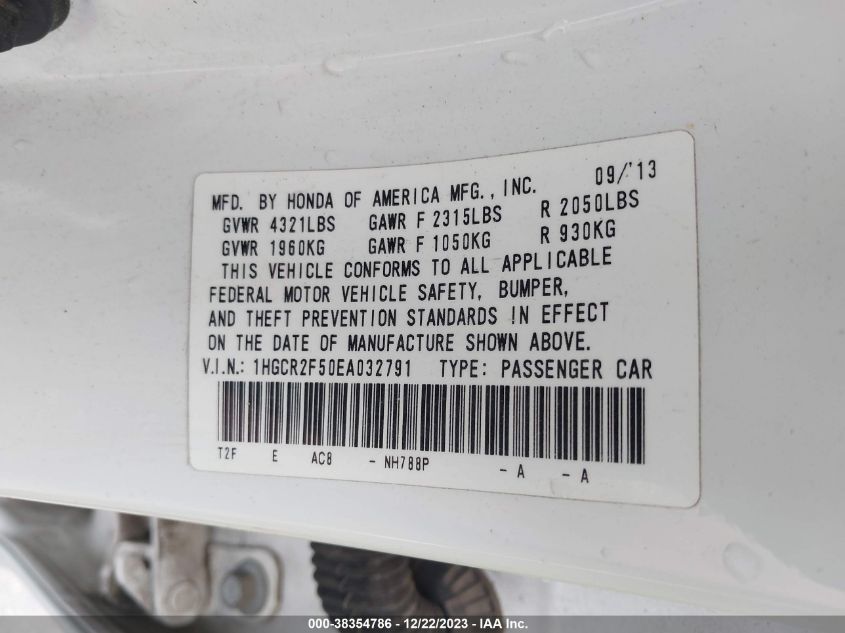 MFD. BY HONDA OF AMERICA MFG., INC. 09/'13
GVWR 4321LBS GAWR F 2315LBS R 2050LBS
GVWR 1960KG GAWR F 1050KG R 930KG
THIS VEHICLE CONFORMS TO ALL APPLICABLE
FEDERAL MOTOR VEHICLE SAFETY, BUMPER,
AND THEFT PREVENTION STANDARDS IN EFFECT
ON THE DATE OF MANUFACTURE SHOWN ABOVE.
V.I.N.: 1HGCR2F50EA032791 TYPE: PASSENGER CAR
T2F E AC8 - NH788P - A - A
000-38354786 - 12/22/2023 - IAA Inc.